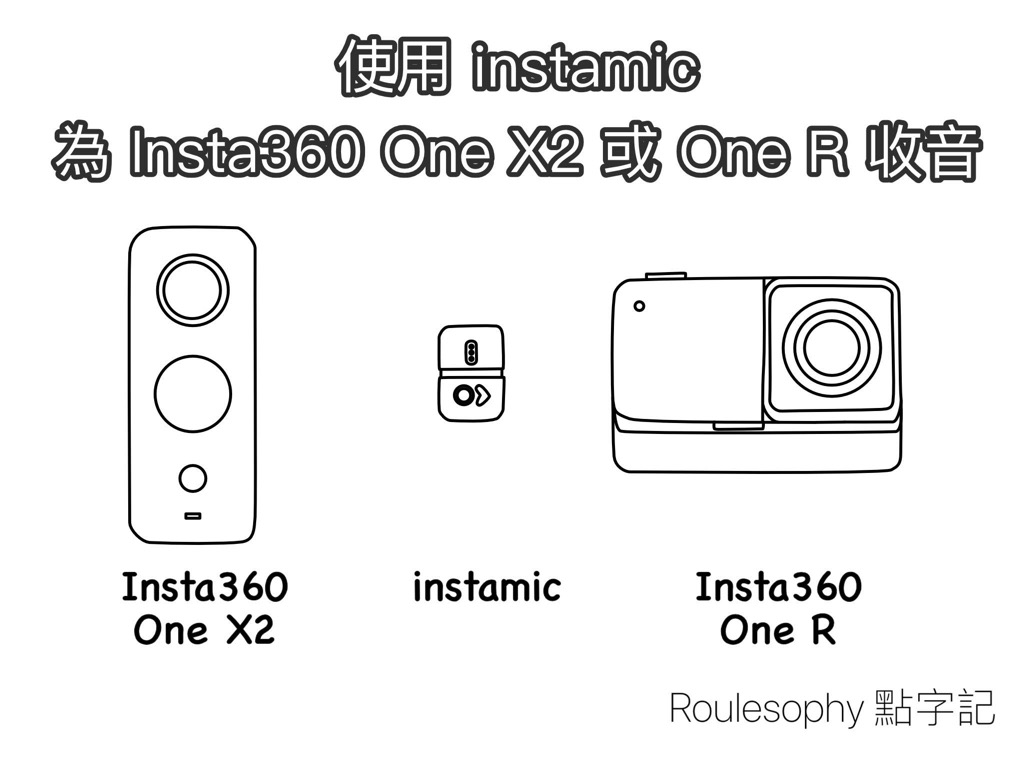 使用 instamic
為 Insta360 One X2 或 One R 收音
Insta360
One X2
instamic
Insta360
One R
Roulesophy 點字記